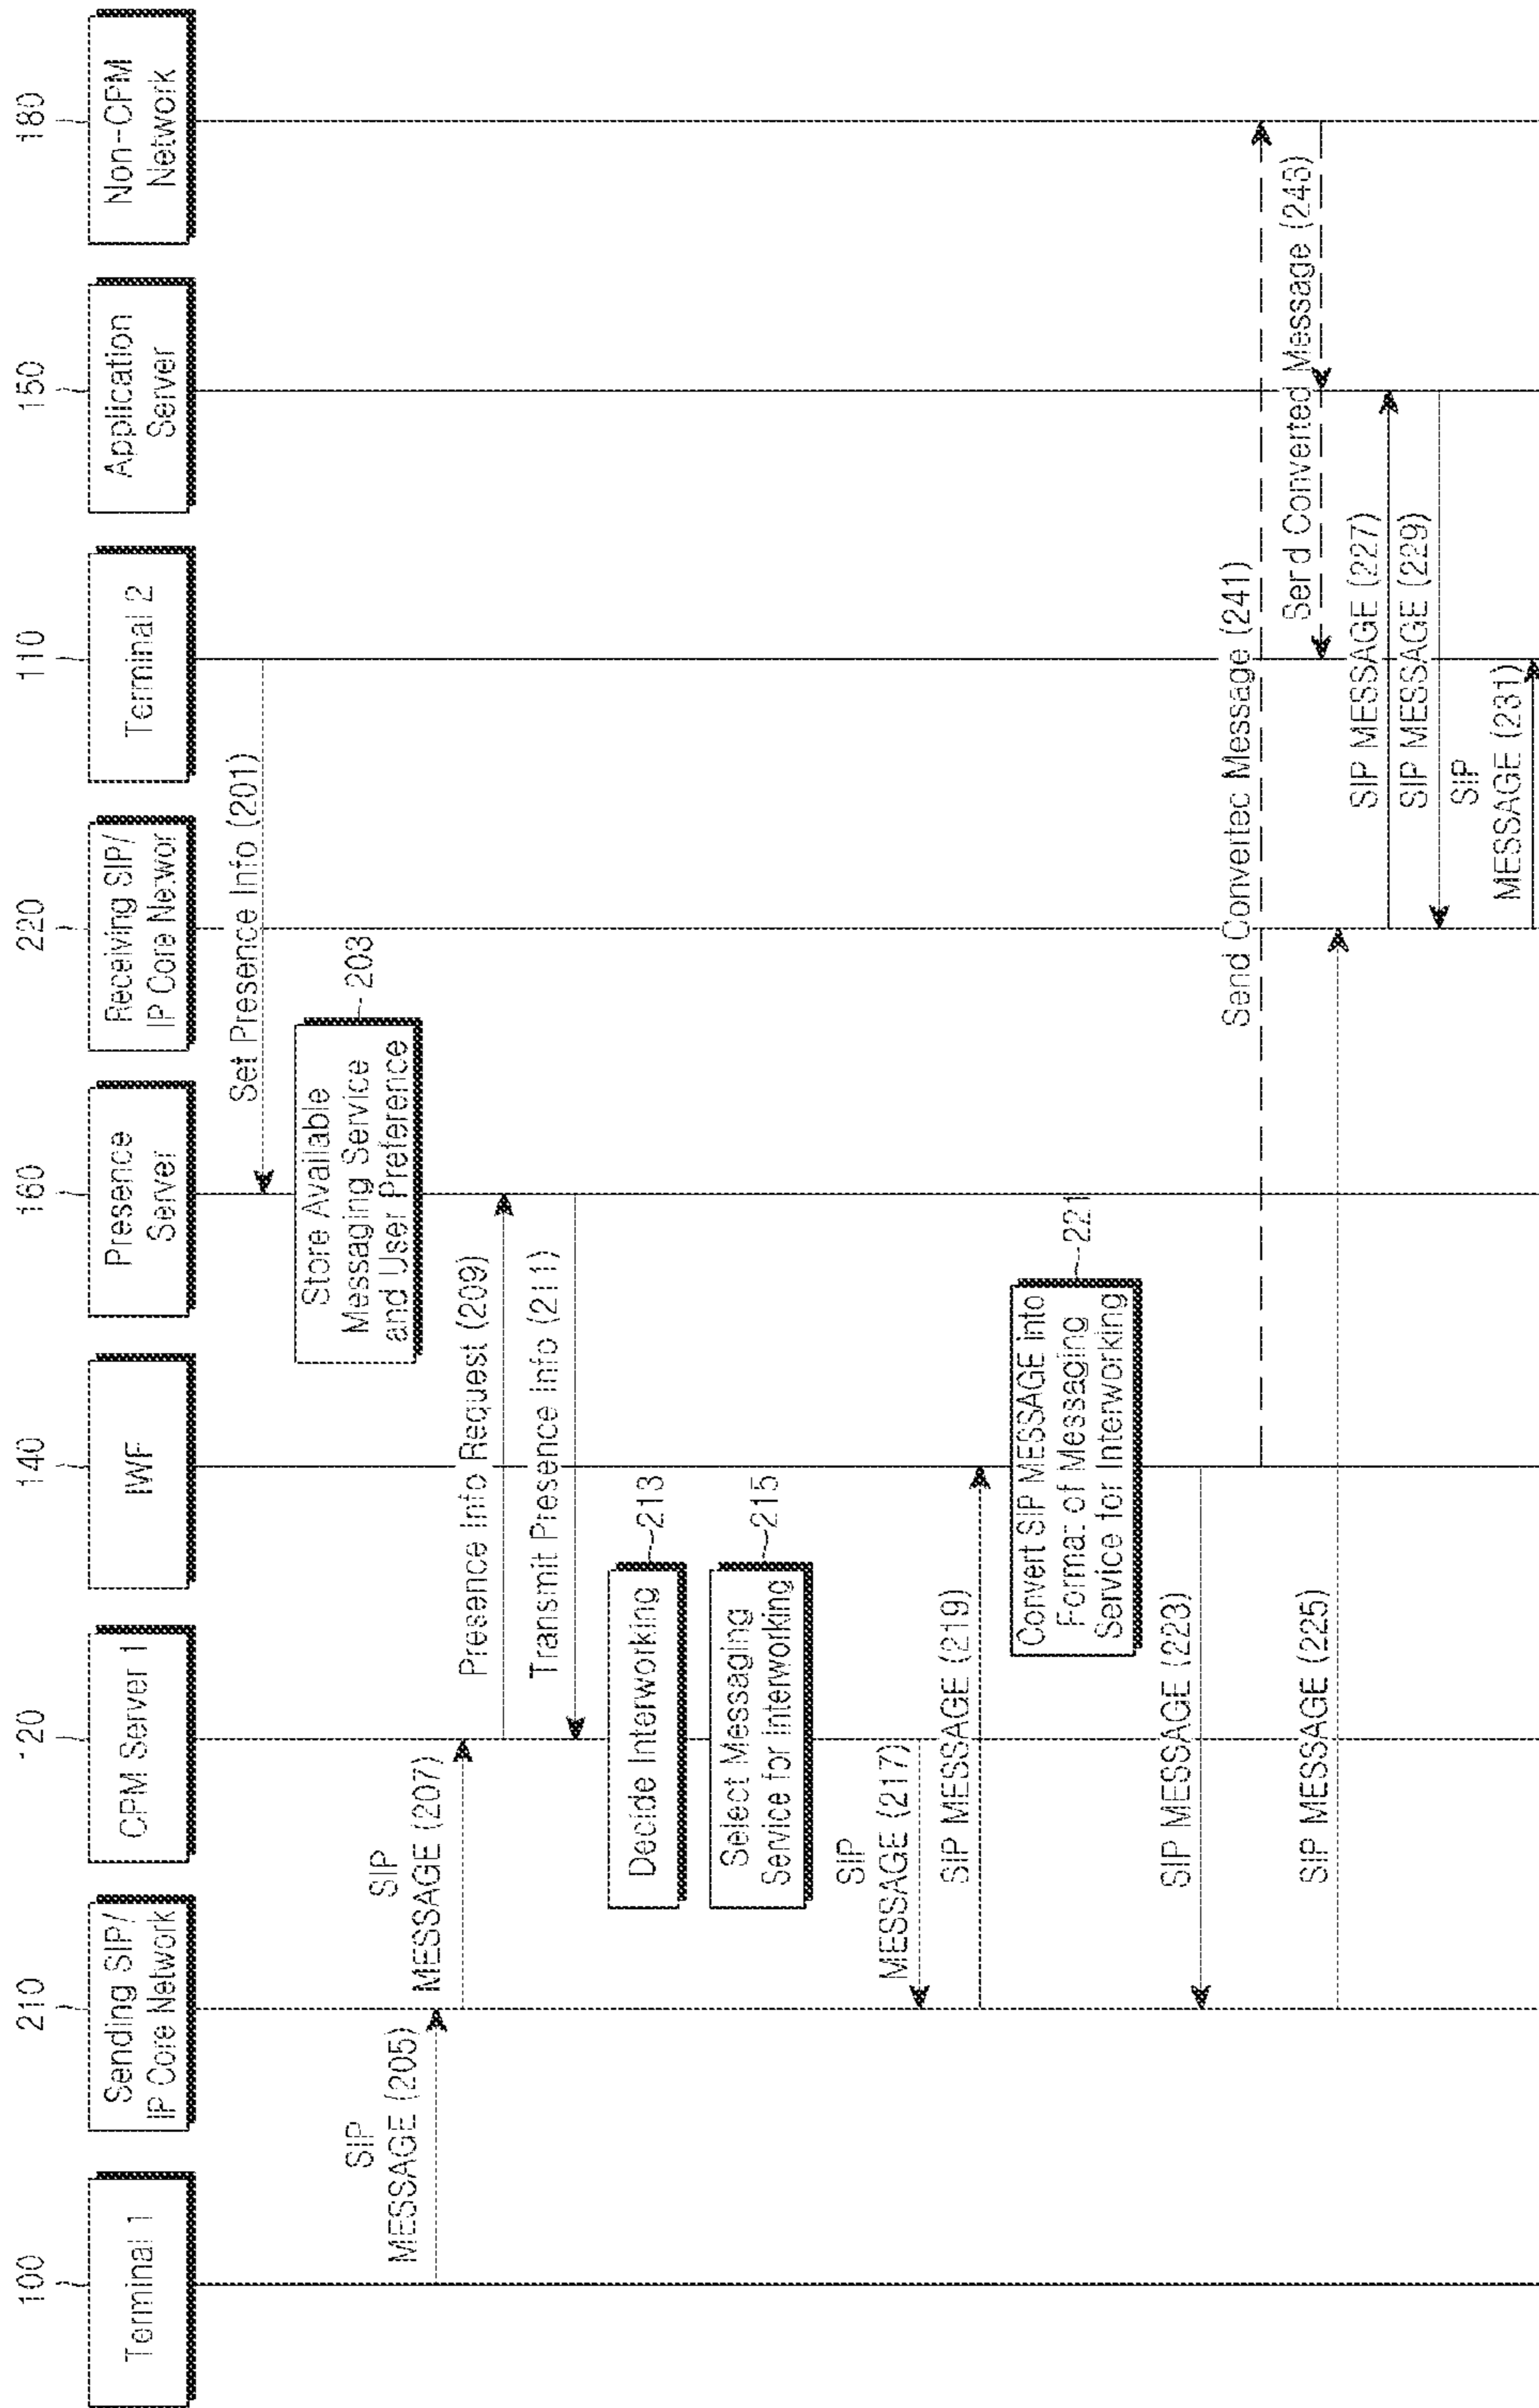 100
210
120
140
160
220
110
150
180
Terminal 1
Sending SIP/
IP Core Network
CPM Server 1
IWF
Presence
Server
Receiving SIP/
IP Core Networ
Terminal 2
Application
Server
Non-CPM
Network
Set Presence Info (201)
Store Available
Messaging Service
and User Preference
203
SIP
MESSAGE (205)
SIP
MESSAGE (207)
Presence Info Request (209)
Transmit Presence Info (211)
Decide Interworking
213
Select Messaging
Service for Interworking
215
SIP
MESSAGE (217)
SIP MESSAGE (219)
Convert SIP MESSAGE into
Format of Messaging
Service for Interworking
221
SIP MESSAGE (223)
Send Converted Message (241)
Send Converted Message (243)
SIP MESSAGE (225)
SIP MESSAGE (227)
SIP MESSAGE (229)
SIP
MESSAGE (231)